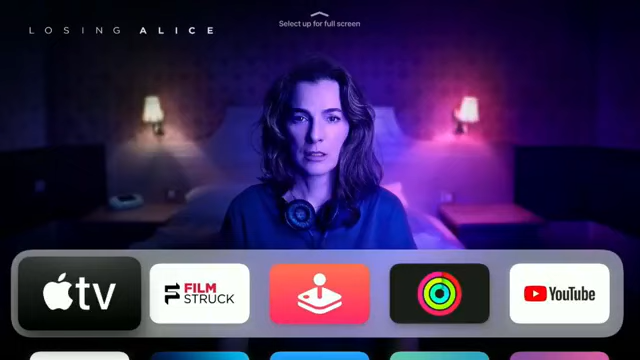 Select up for full screen
LOSING ALICE
tv
FILM
STRUCK
YouTube